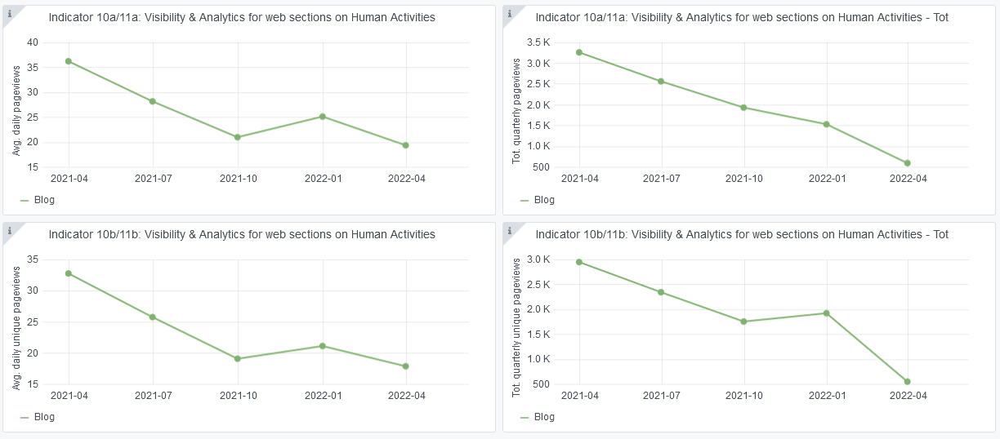 Indicator 10a/11a: Visibility & Analytics for web sections on Human Activities
Avg. daily pageviews
40
35
30
25
20
15
2021-04 2021-07 2021-10 2022-01 2022-04
Blog
Indicator 10a/11a: Visibility & Analytics for web sections on Human Activities - Tot
Tot. quarterly pageviews
3.5 K
3.0 K
2.5 K
2.0 K
1.5 K
1.0 K
500
2021-04 2021-07 2021-10 2022-01 2022-04
Blog
Indicator 10b/11b: Visibility & Analytics for web sections on Human Activities
Avg. daily unique pageviews
35
30
25
20
15
2021-04 2021-07 2021-10 2022-01 2022-04
Blog
Indicator 10b/11b: Visibility & Analytics for web sections on Human Activities - Tot
Tot. quarterly unique pageviews
3.0 K
2.5 K
2.0 K
1.5 K
1.0 K
500
2021-04 2021-07 2021-10 2022-01 2022-04
Blog